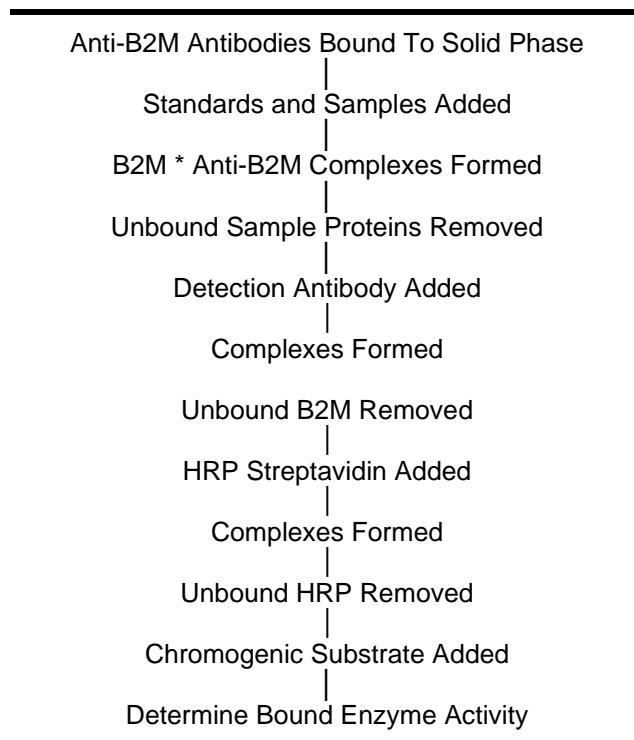 Anti-B2M Antibodies Bound To Solid Phase
Standards and Samples Added
B2M * Anti-B2M Complexes Formed
Unbound Sample Proteins Removed
Detection Antibody Added
Complexes Formed
Unbound B2M Removed
HRP Streptavidin Added
Complexes Formed
Unbound HRP Removed
Chromogenic Substrate Added
Determine Bound Enzyme Activity